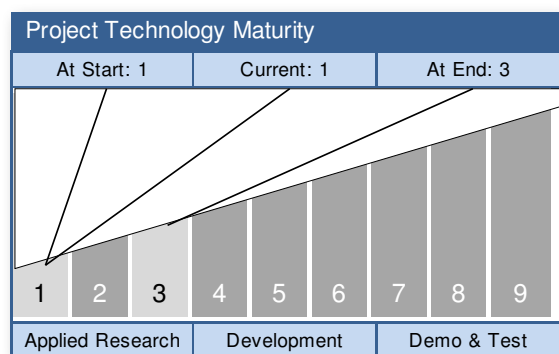 Project Technology Maturity
At Start: 1 Current: 1 At End: 3
1 2 3 4 5 6 7 8 9
Applied Research Development Demo & Test